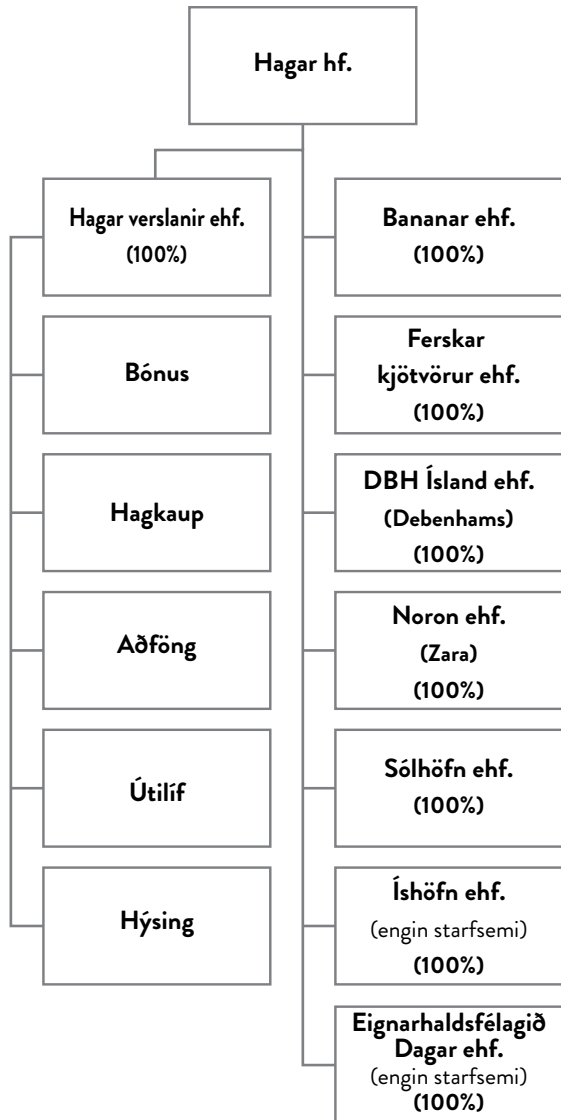 Hagar hf.
Hagar verslanir ehf.
(100%)
Bónus
Hagkaup
Aðföng
Útilíf
Hýsing
Bananar ehf.
(100%)
Ferskar
kjötvörur ehf.
(100%)
DBH Ísland ehf.
(Debenhams)
(100%)
Noron ehf.
(Zara)
(100%)
Sólhöfn ehf.
(100%)
Íshöfn ehf.
(engin starfsemi)
(100%)
Eignarhaldsfélagið
Dagar ehf.
(engin starfsemi)
(100%)